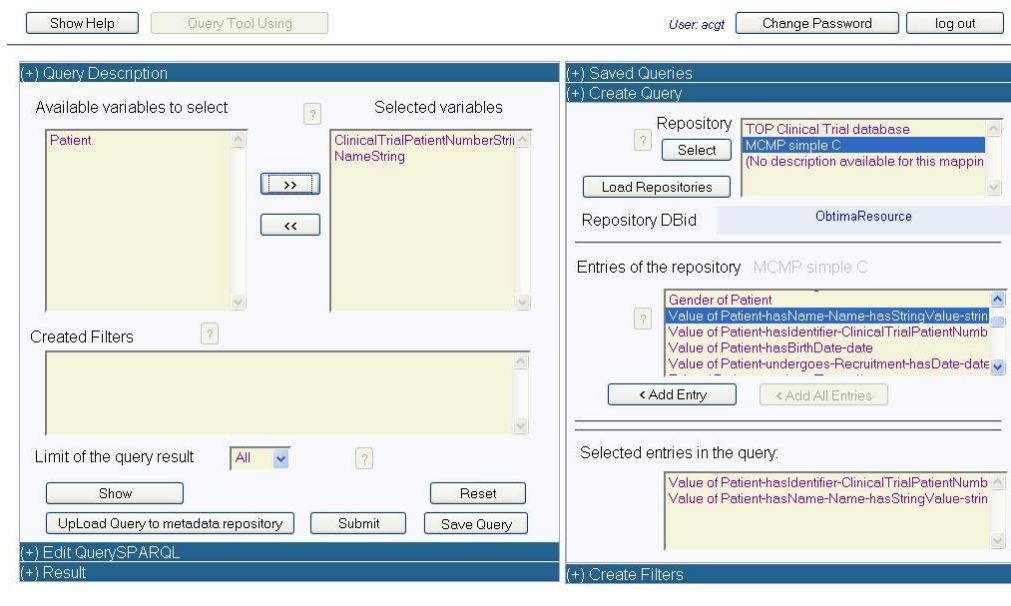 Show Help
Query Tool Using
User: acgt
Change Password
log out
(+) Query Description
Available variables to select
?
Selected variables
Patient
ClinicalTrialPatientNumberStrii
NameString
>>
<<
Created Filters
?
Limit of the query result
All
?
Show
Reset
UpLoad Query to metadata repository
Submit
Save Query
(+) Edit QuerySPARQL
(+) Result
(+) Saved Queries
(+) Create Query
Repository
?
Select
Load Repositories
TOP Clinical Trial database
MCMP simple C
(No description available for this mappin
Repository DBid
ObtimaResource
Entries of the repository MCMP simple C
?
Gender of Patient
Value of Patient-hasName-Name-hasStringValue-strin
Value of Patient-hasIdentifier-ClinicalTrialPatientNumb
Value of Patient-hasBirthDate-date
Value of Patient-undergoes-Recruitment-hasDate-date
< Add Entry
< Add All Entries
Selected entries in the query:
Value of Patient-hasIdentifier-ClinicalTrialPatientNumb
Value of Patient-hasName-Name-hasStringValue-strin
(+) Create Filters